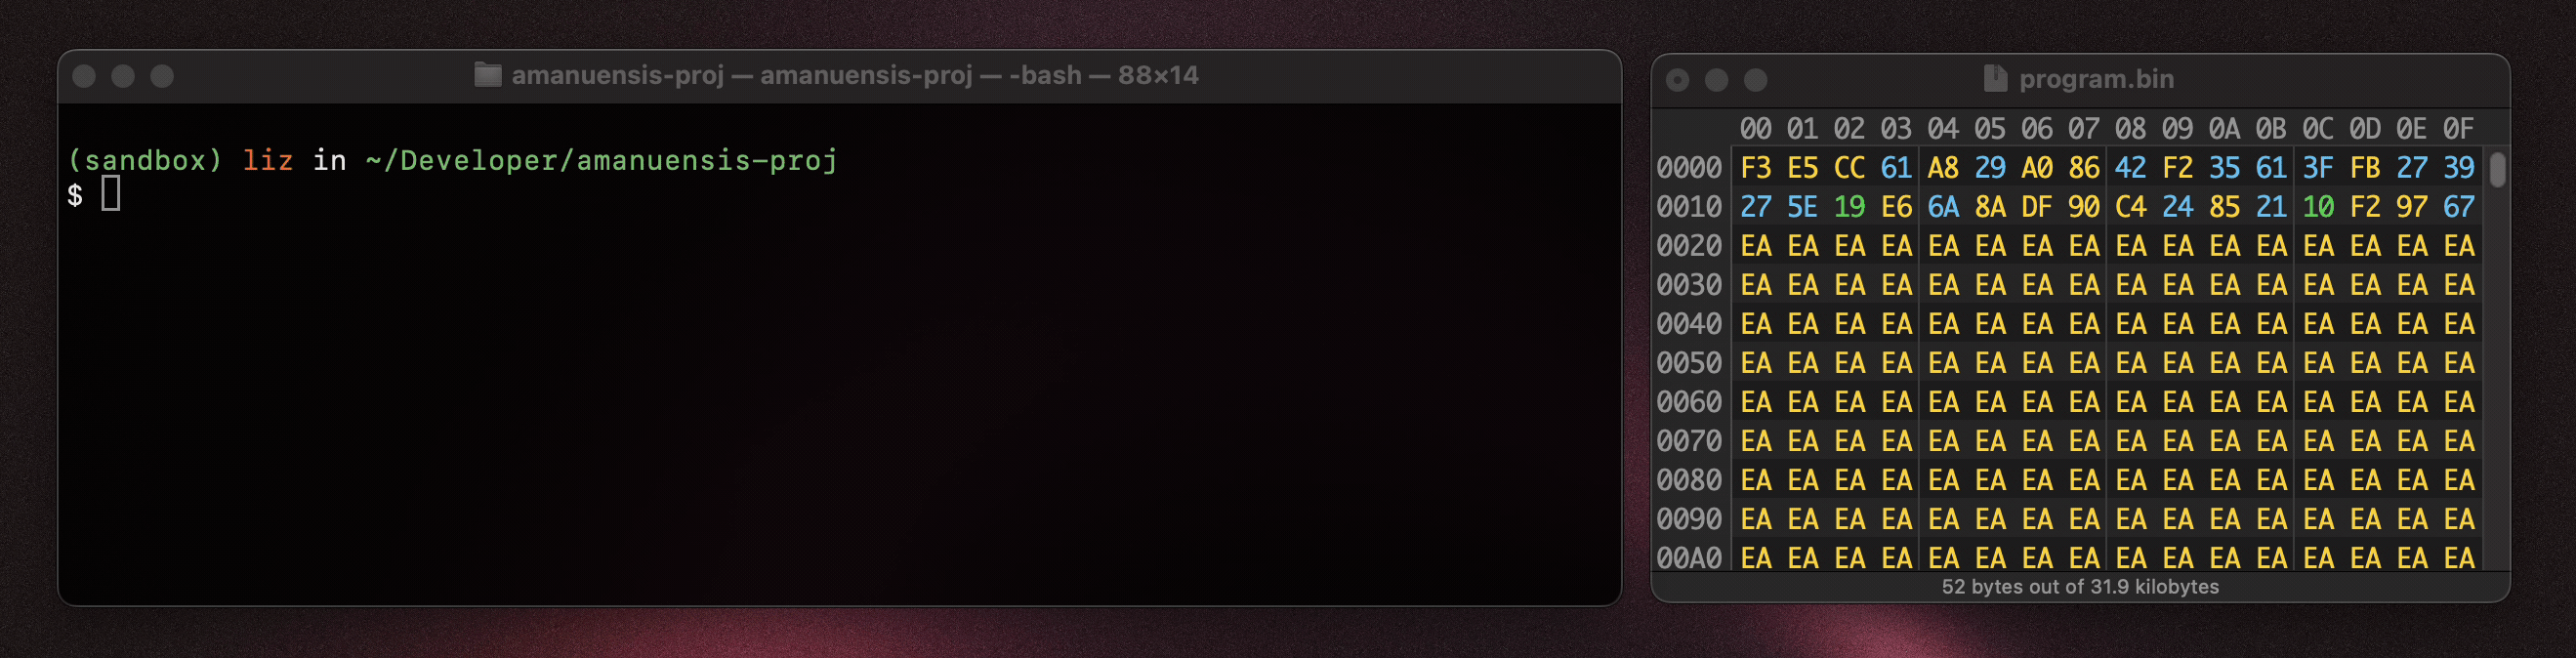 amanuensis-proj — amanuensis-proj — -bash — 88×14
(sandbox) liz in ~/Developer/amanuensis-proj
$
program.bin
00 01 02 03 04 05 06 07 08 09 0A 0B 0C 0D 0E 0F
0000 F3 E5 CC 61 A8 29 A0 86 42 F2 35 61 3F FB 27 39
0010 27 5E 19 E6 6A 8A DF 90 C4 24 85 21 10 F2 97 67
0020 EA EA EA EA EA EA EA EA EA EA EA EA EA EA EA EA
0030 EA EA EA EA EA EA EA EA EA EA EA EA EA EA EA EA
0040 EA EA EA EA EA EA EA EA EA EA EA EA EA EA EA EA
0050 EA EA EA EA EA EA EA EA EA EA EA EA EA EA EA EA
0060 EA EA EA EA EA EA EA EA EA EA EA EA EA EA EA EA
0070 EA EA EA EA EA EA EA EA EA EA EA EA EA EA EA EA
0080 EA EA EA EA EA EA EA EA EA EA EA EA EA EA EA EA
0090 EA EA EA EA EA EA EA EA EA EA EA EA EA EA EA EA
00A0 EA EA EA EA EA EA EA EA EA EA EA EA EA EA EA EA
52 bytes out of 31.9 kilobytes